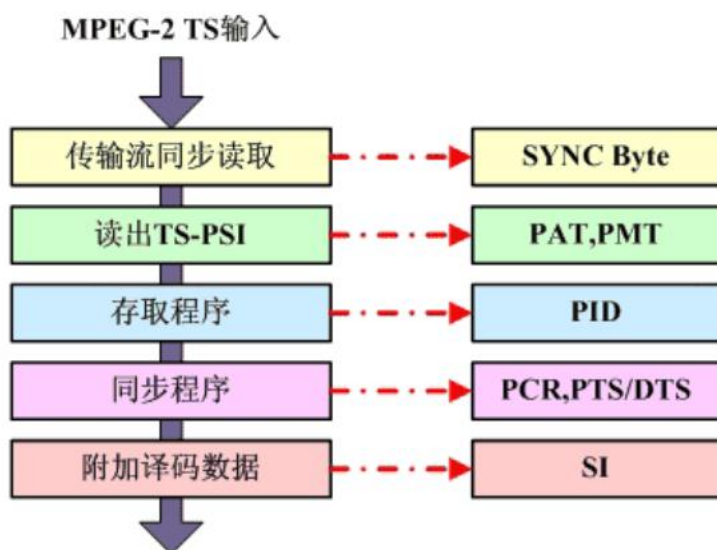 MPEG-2 TS输入
传输流同步读取
SYNC Byte
读出TS-PSI
PAT,PMT
存取程序
PID
同步程序
PCR,PTS/DTS
附加译码数据
SI